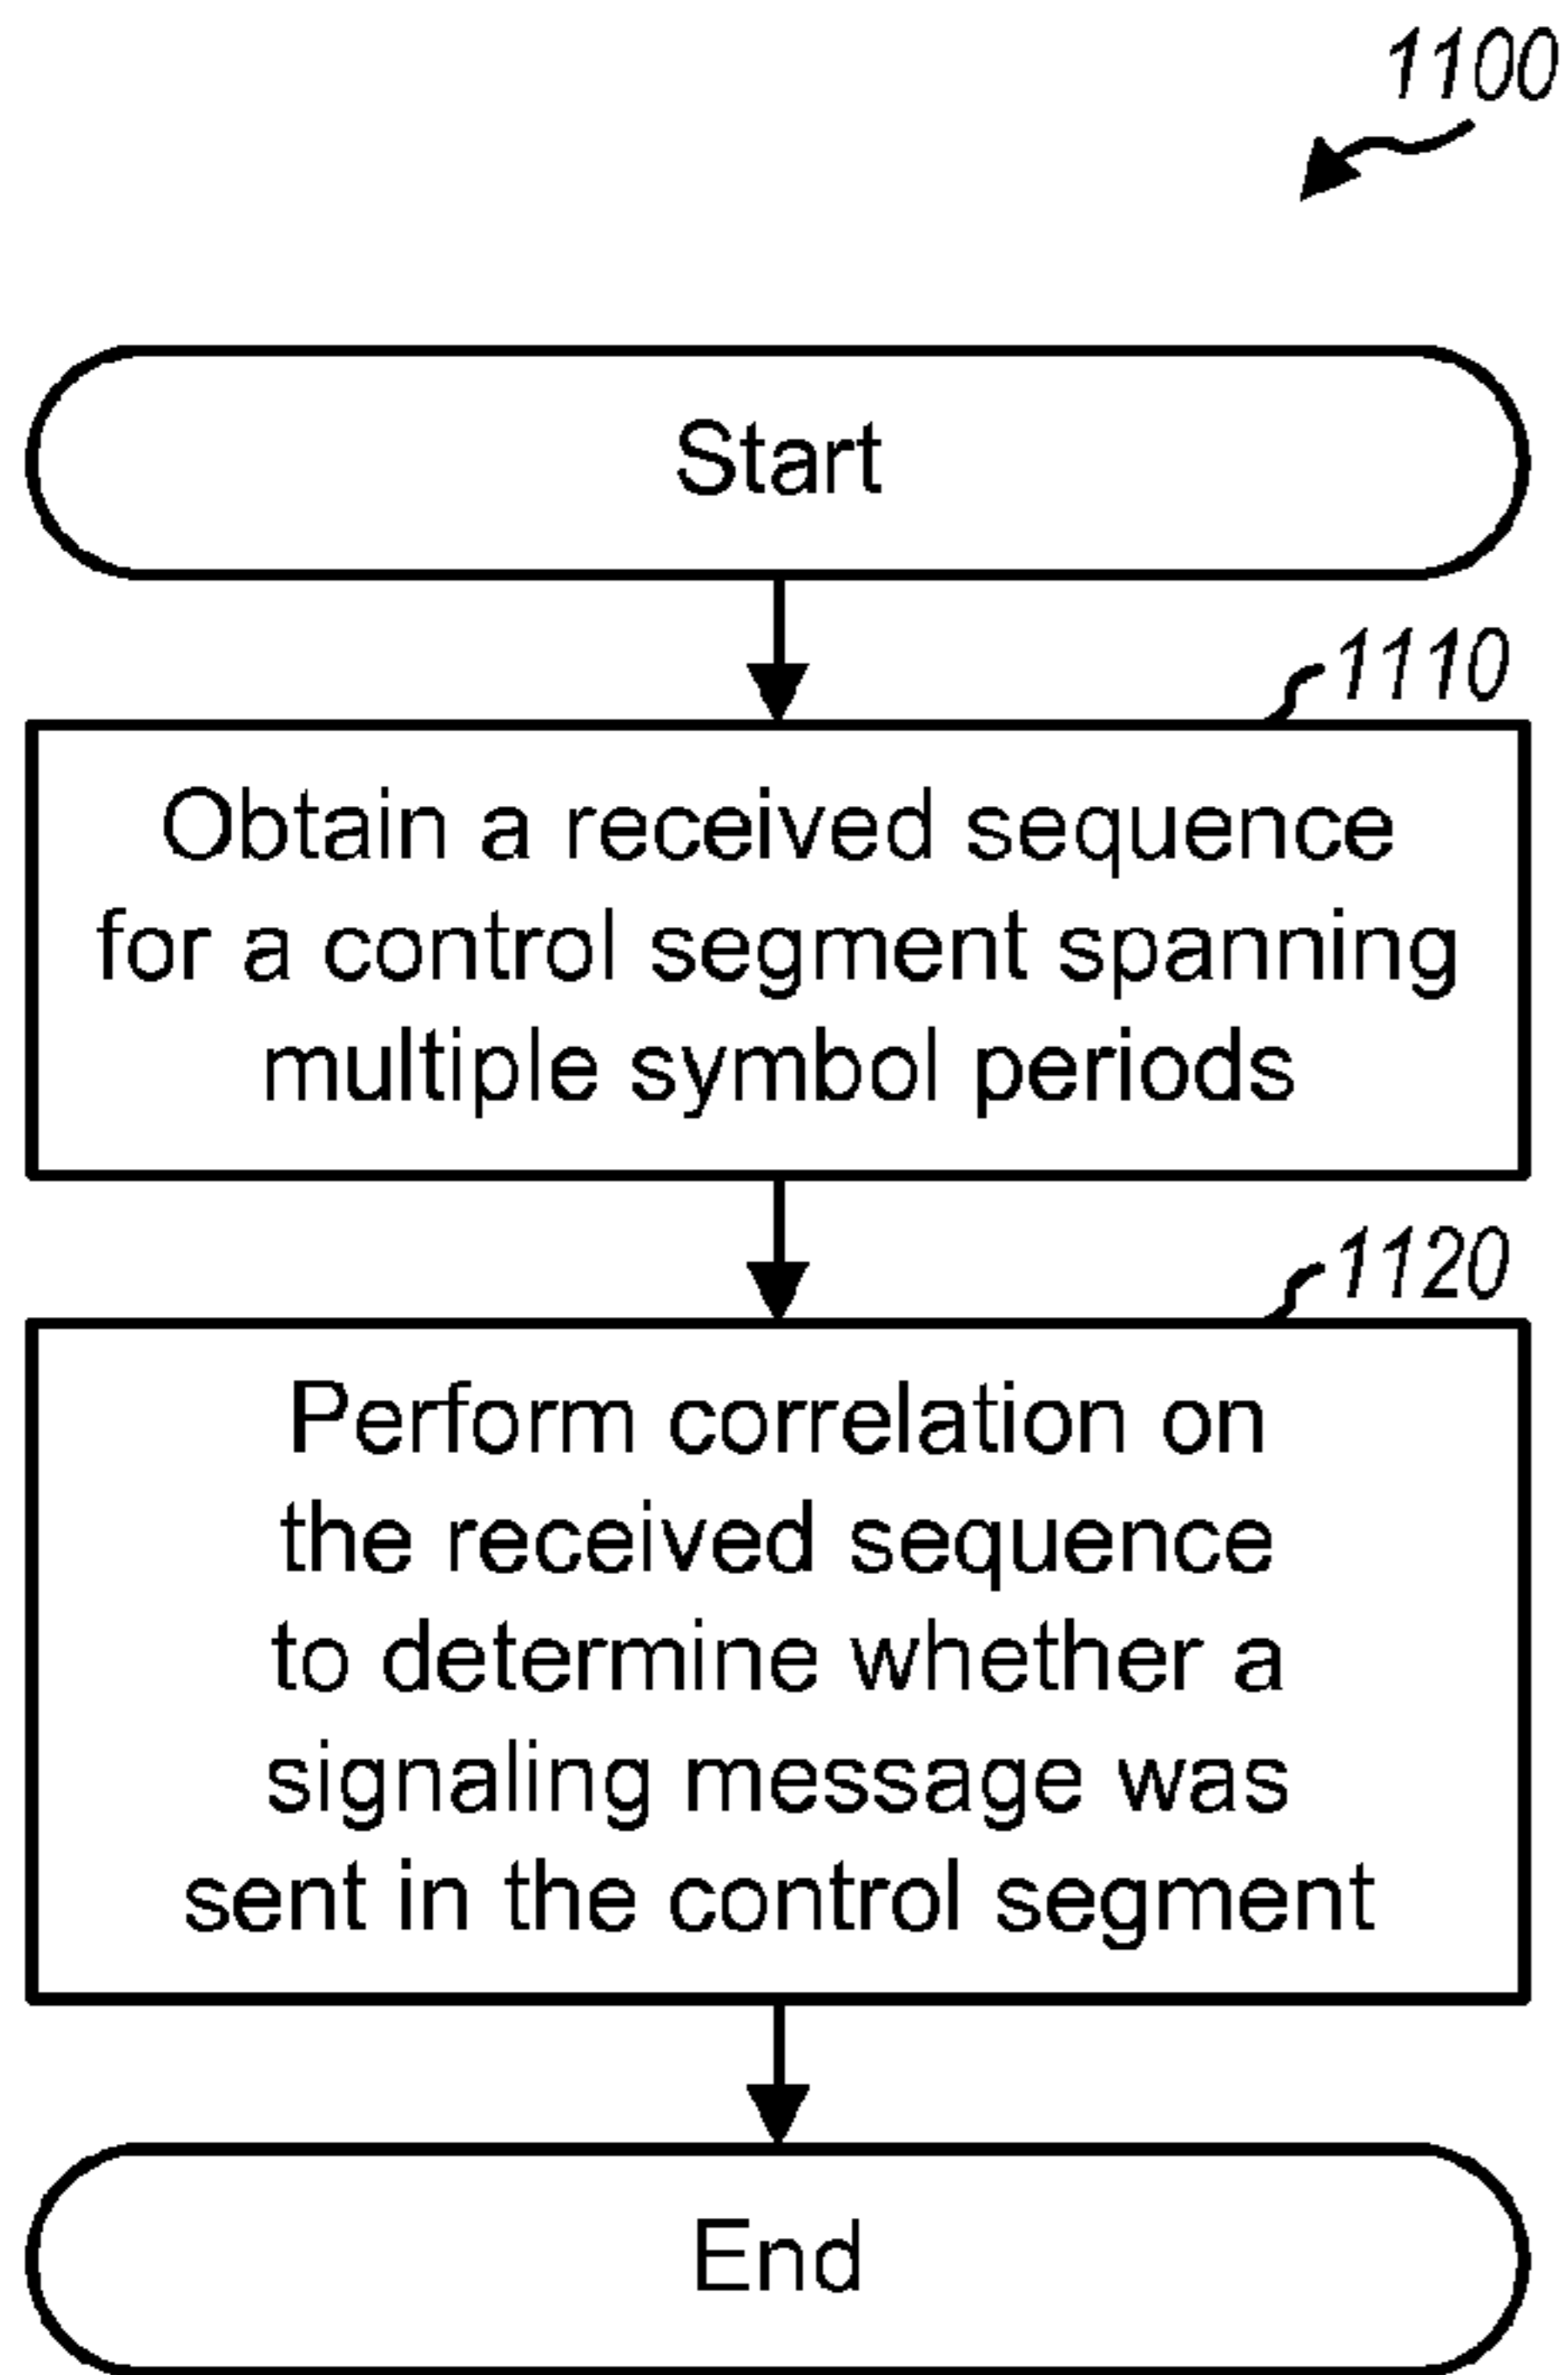 1100
Start
1110
Obtain a received sequence
for a control segment spanning
multiple symbol periods
1120
Perform correlation on
the received sequence
to determine whether a
signaling message was
sent in the control segment
End